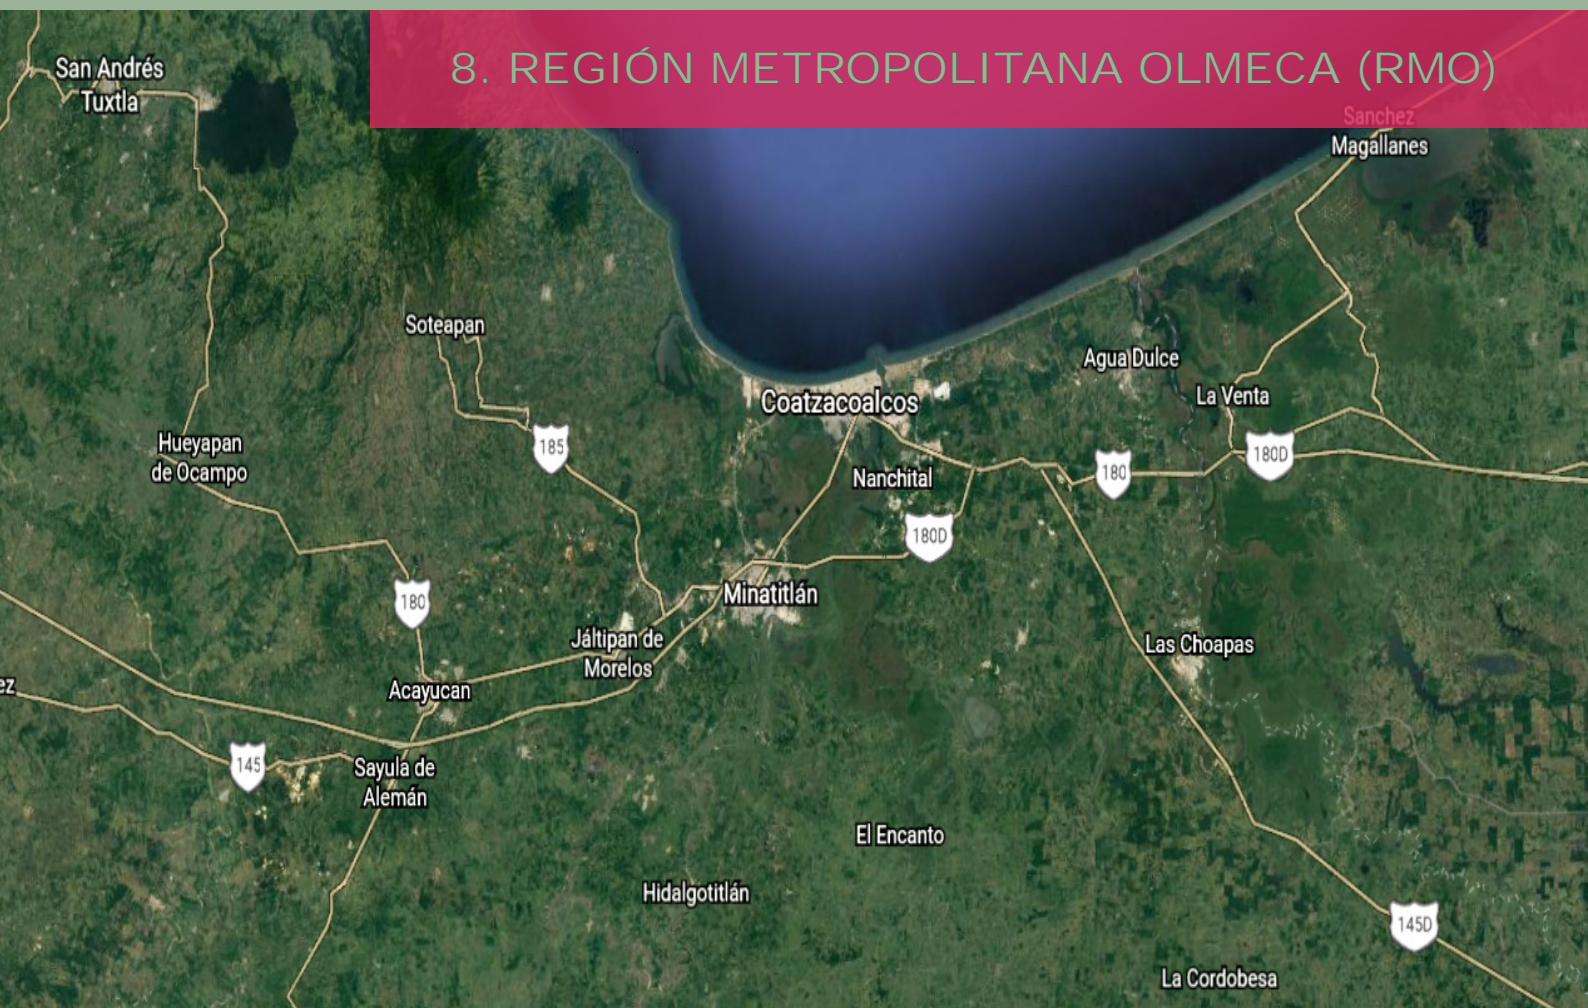 8. REGIÓN METROPOLITANA OLMECA (RMO)
San Andrés
Tuxtla
Sanchez
Magallanes
Soteapan
Agua Dulce
La Venta
Coatzacoalcos
Hueyapan
de Ocampo
185
180D
180
Nanchital
180D
Minatitlán
180
Jáltipan de
Morelos
Las Choapas
ez
Acayucan
145
Sayula de
Alemán
El Encanto
Hidalgotitlán
145D
La Cordobesa